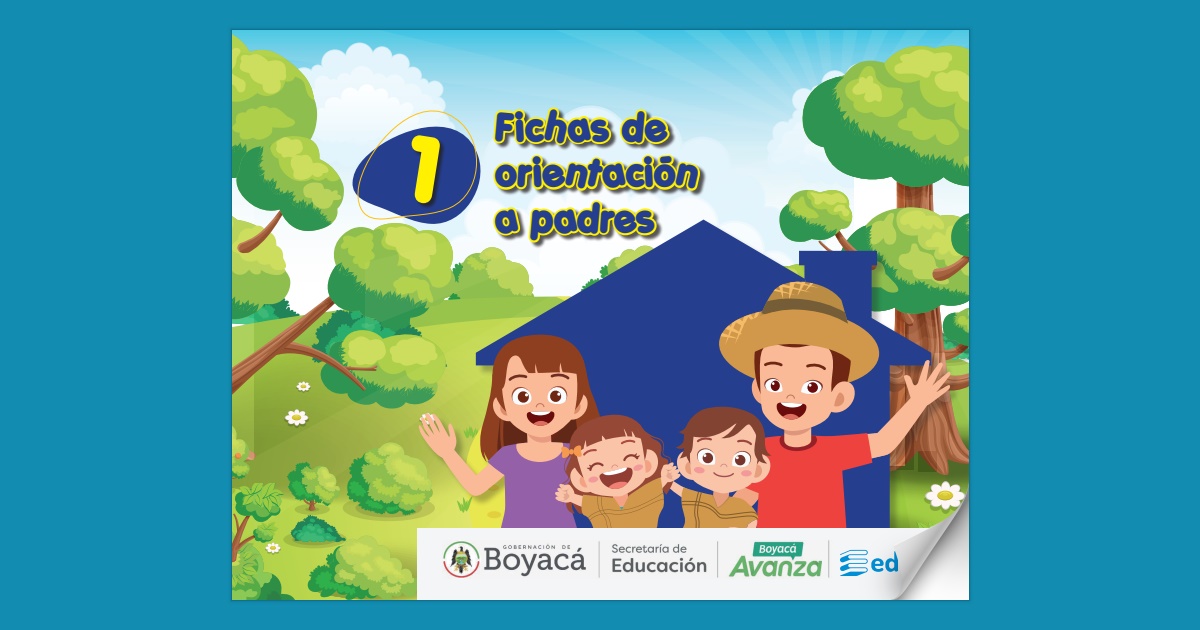 1
Fichas de
orientación
a padres
GOBERNACIÓN DE
Boyacá
Secretaría de
Educación
Boyacá
Avanza
ed